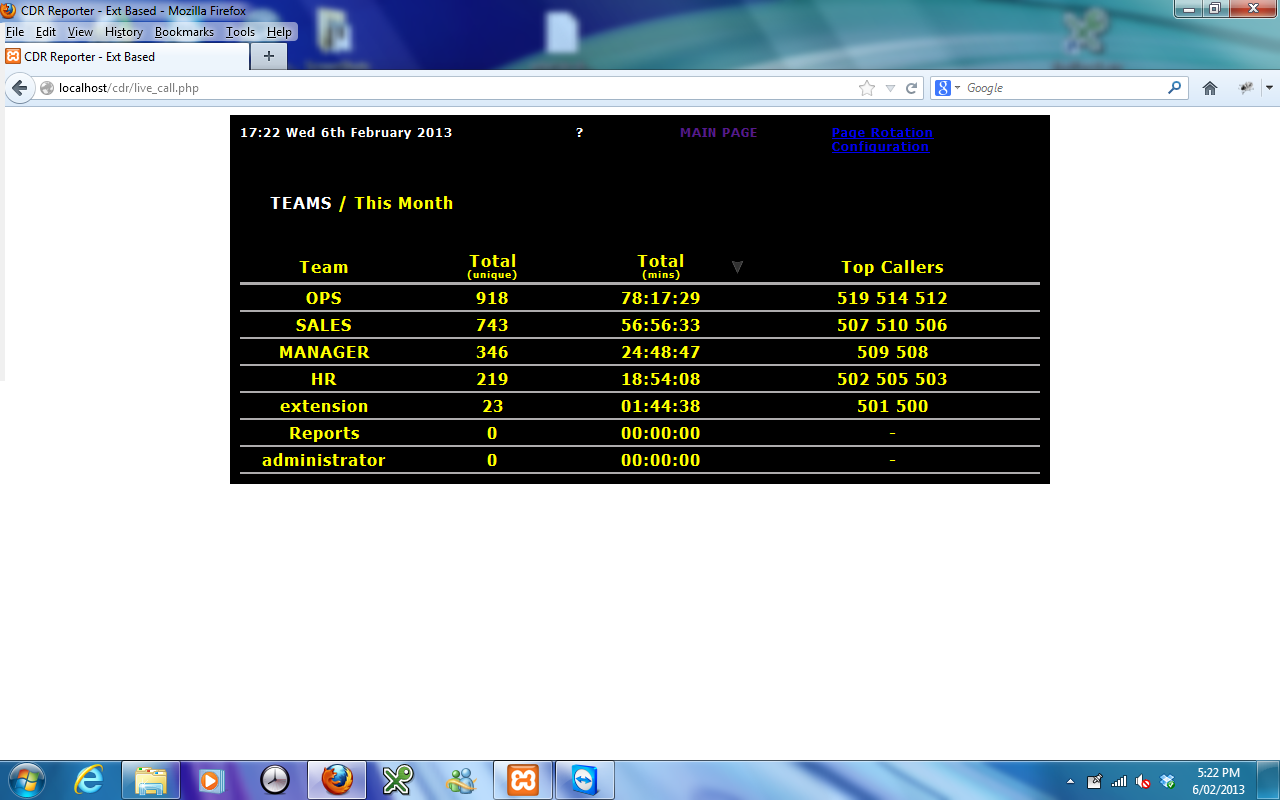 CDR Reporter - Ext Based - Mozilla Firefox
File Edit View History Bookmarks Tools Help
CDR Reporter - Ext Based +
localhost/cdr/live_call.php
8 Google
17:22 Wed 6th February 2013 ? MAIN PAGE Page Rotation
Configuration
TEAMS / This Month
Team Total (unique) Total (mins) ▼ Top Callers
OPS 918 78:17:29 519 514 512
SALES 743 56:56:33 507 510 506
MANAGER 346 24:48:47 509 508
HR 219 18:54:08 502 505 503
extension 23 01:44:38 501 500
Reports 0 00:00:00 -
administrator 0 00:00:00 -
5:22 PM
6/02/2013